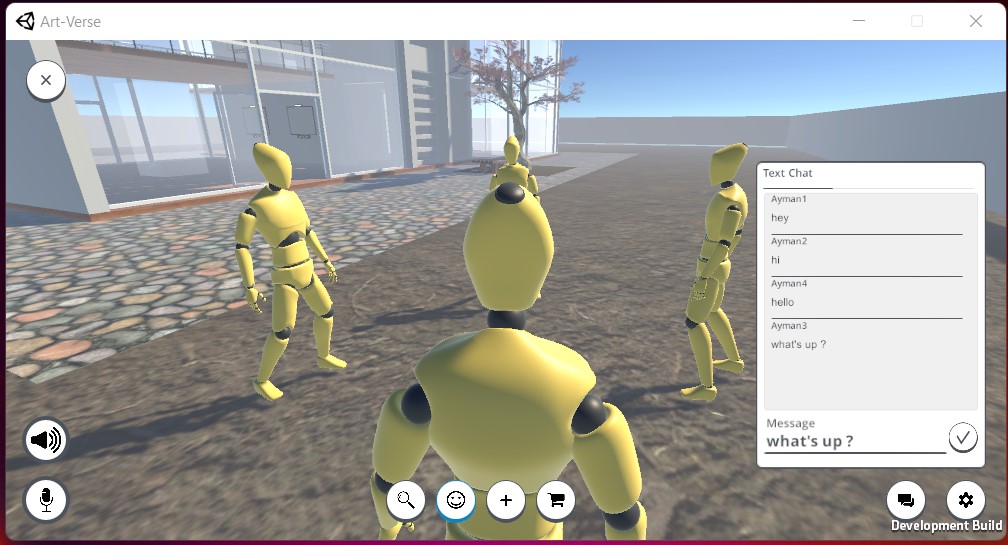 Art-Verse
Text Chat
Ayman1
hey
Ayman2
hi
Ayman4
hello
Ayman3
what's up ?
Message
what's up ?
Development Build